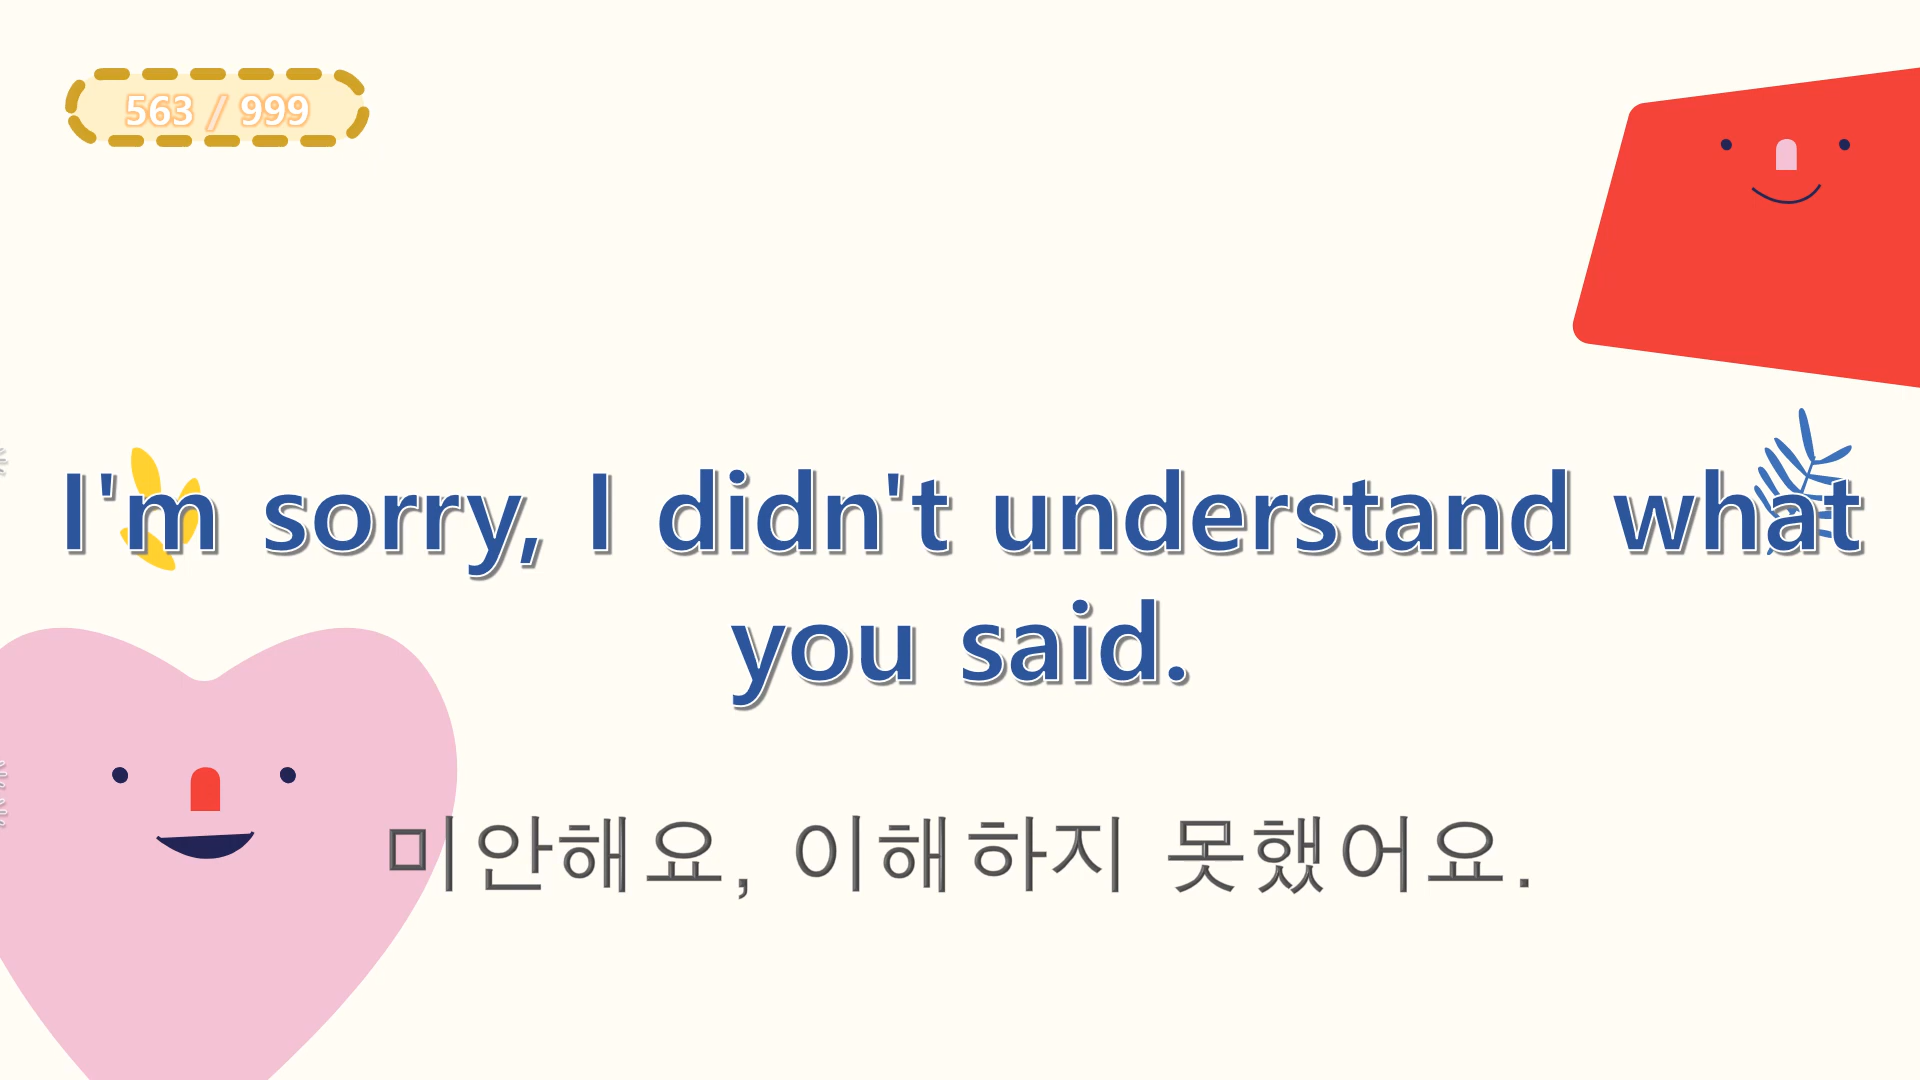 563 / 999
I'm sorry, I didn't understand what
you said.
미안해요, 이해하지 못했어요.